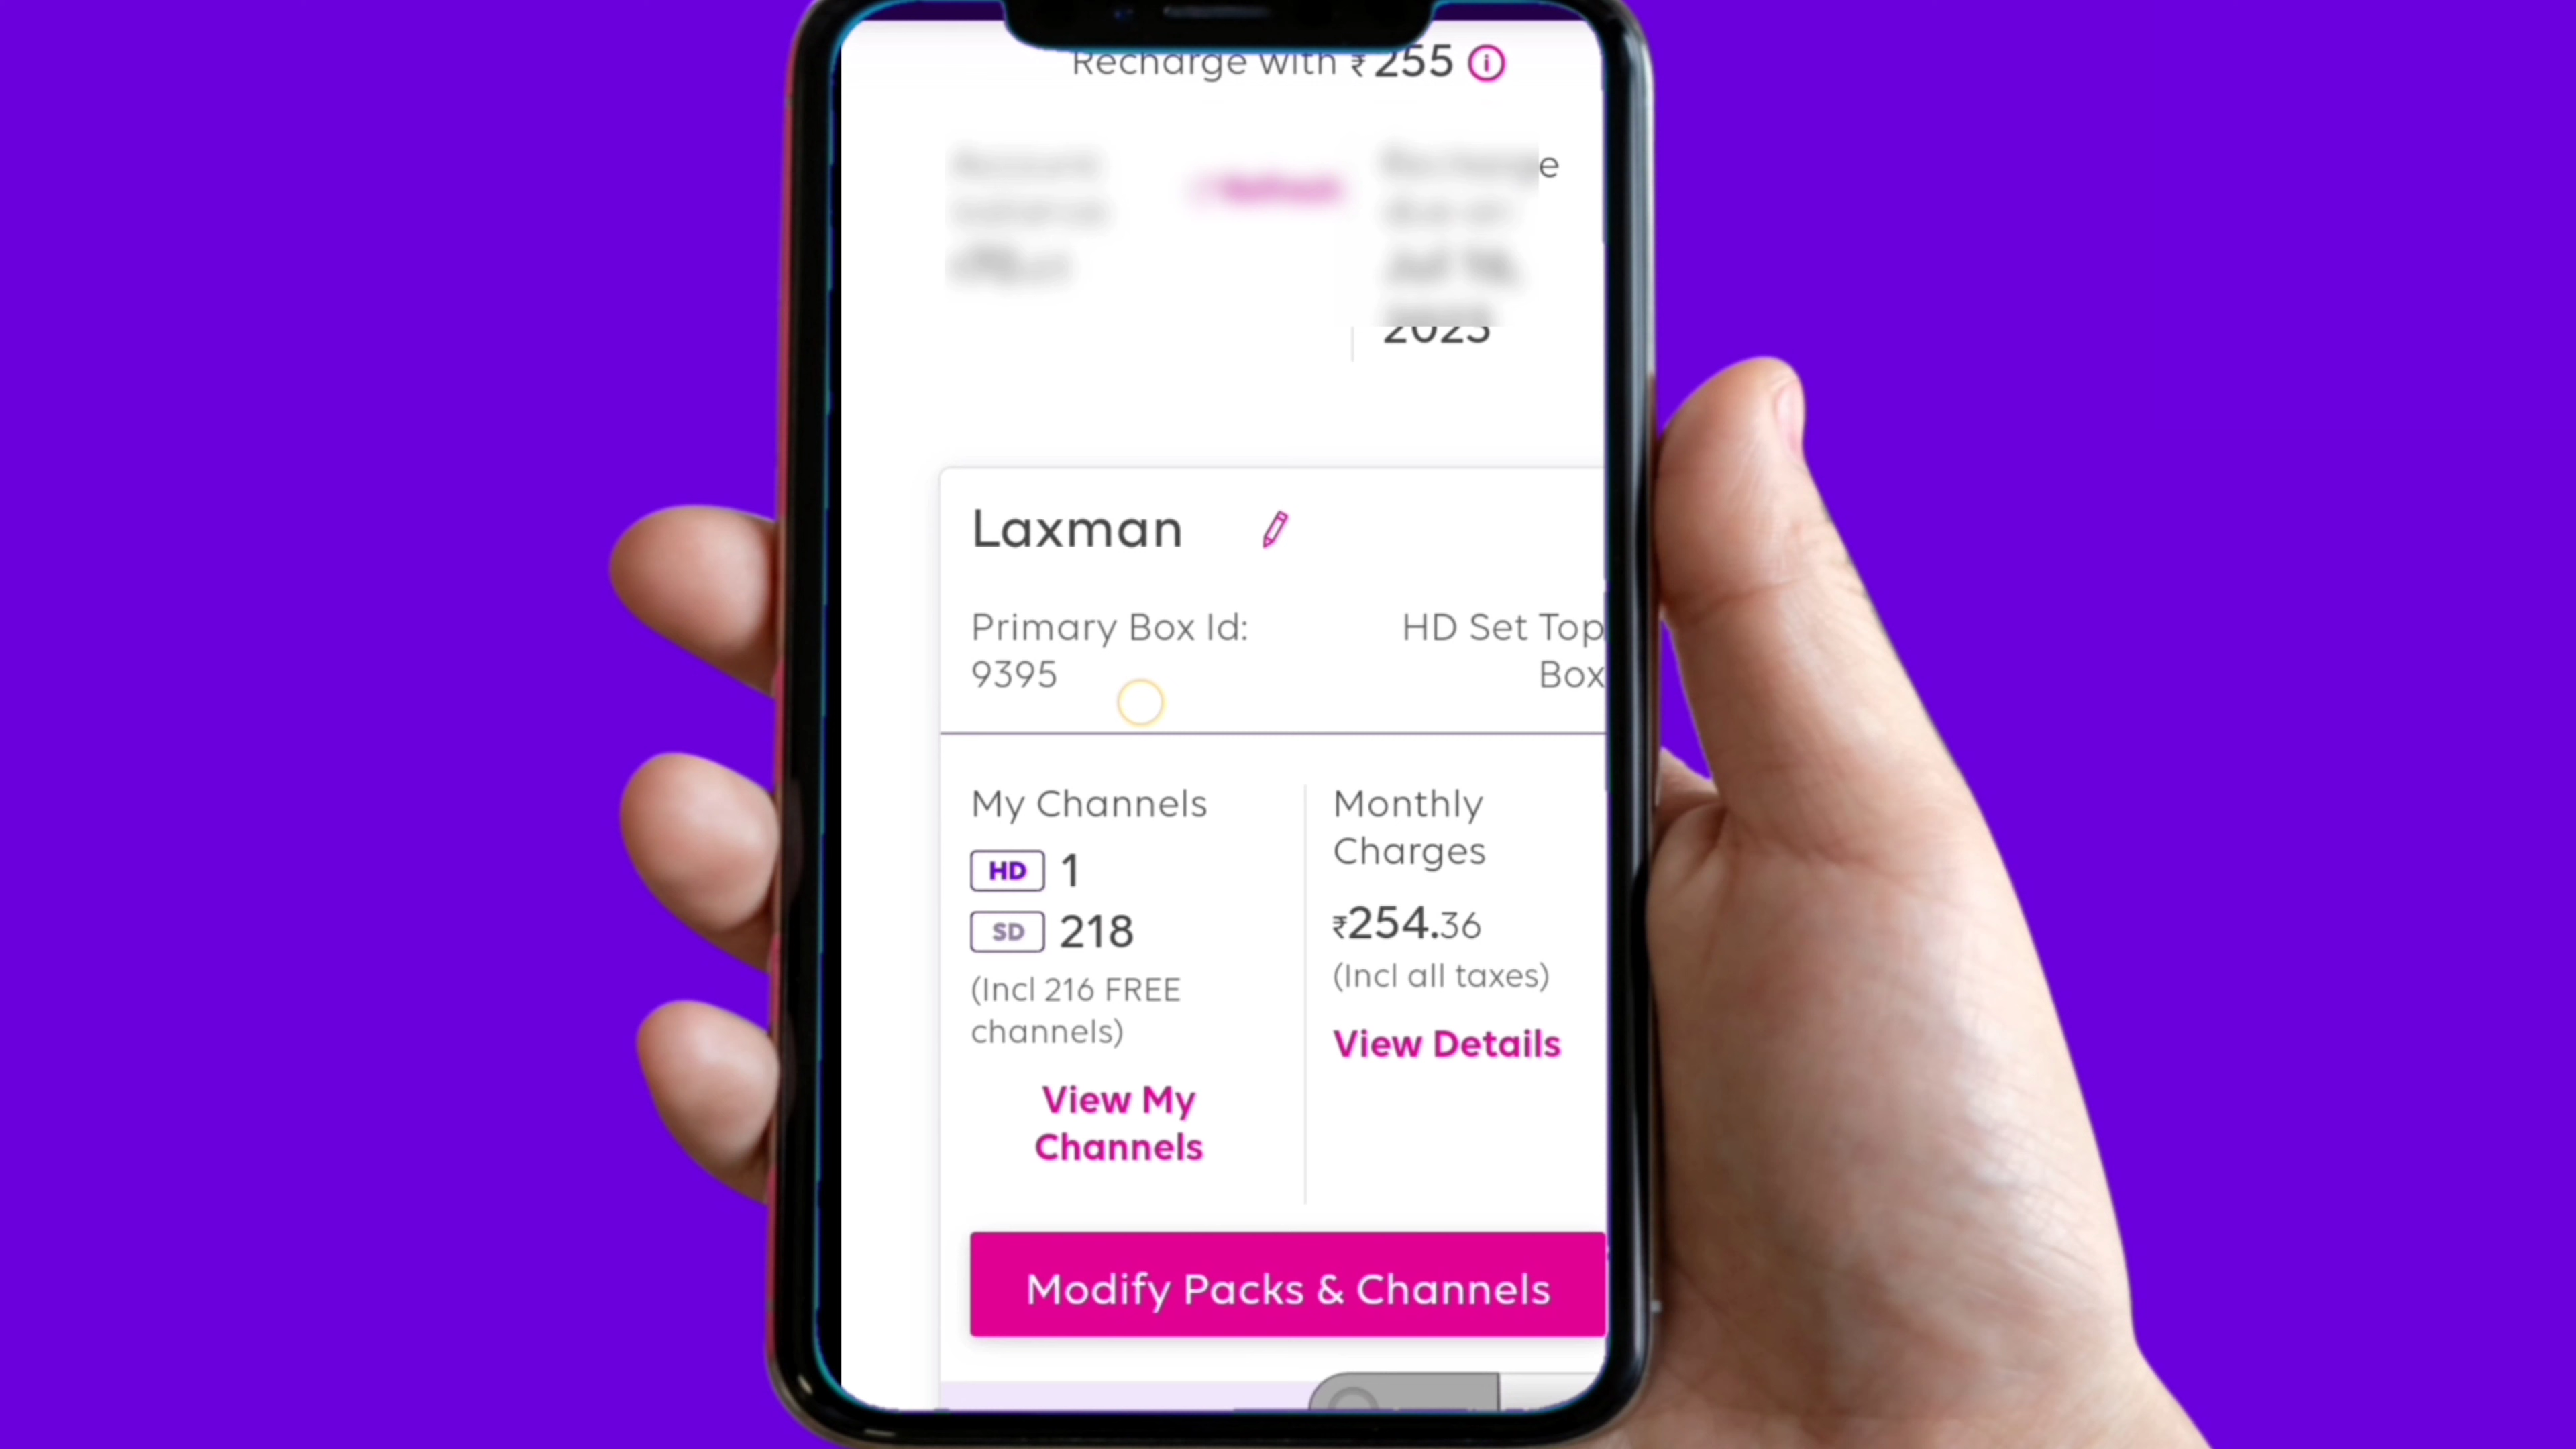 Recharge with ₹255
e
2023
Laxman
Primary Box Id:
9395
HD Set Top
Box
My Channels
HD 1
SD 218
(Incl 216 FREE
channels)
View My
Channels
Monthly
Charges
₹254.36
(Incl all taxes)
View Details
Modify Packs & Channels